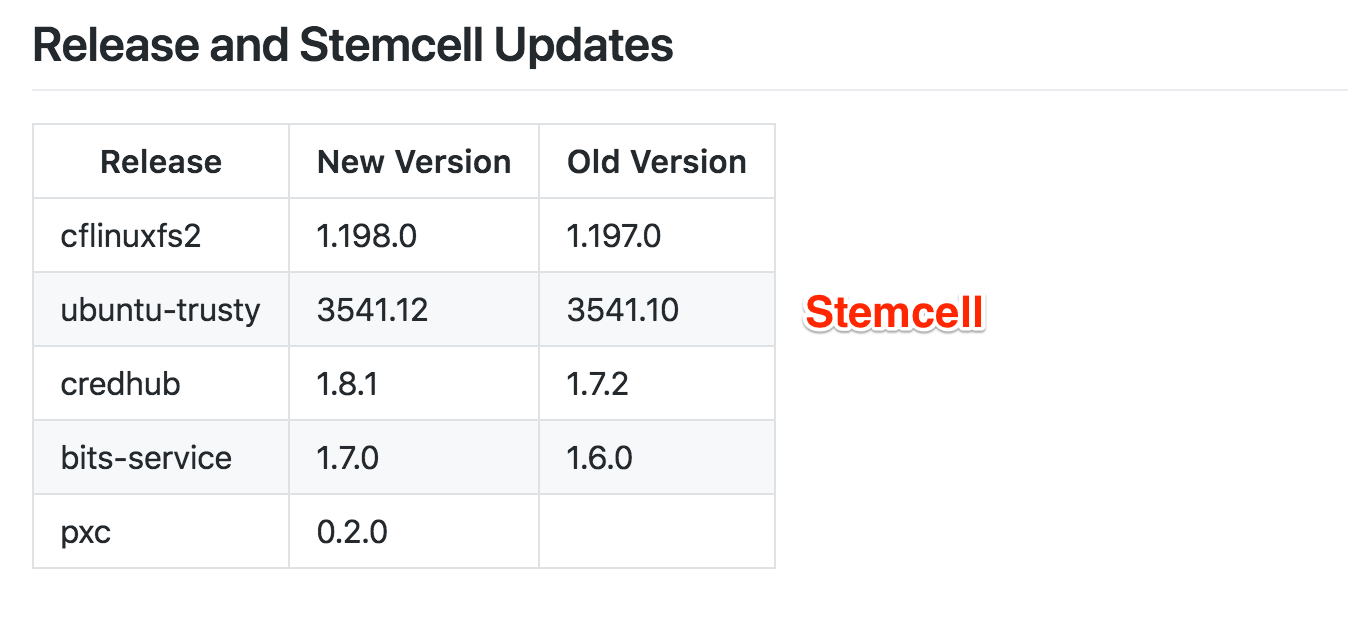 Release and Stemcell Updates
Release New Version Old Version
cflinuxfs2 1.198.0 1.197.0
ubuntu-trusty 3541.12 3541.10 Stemcell
credhub 1.8.1 1.7.2
bits-service 1.7.0 1.6.0
pxc 0.2.0